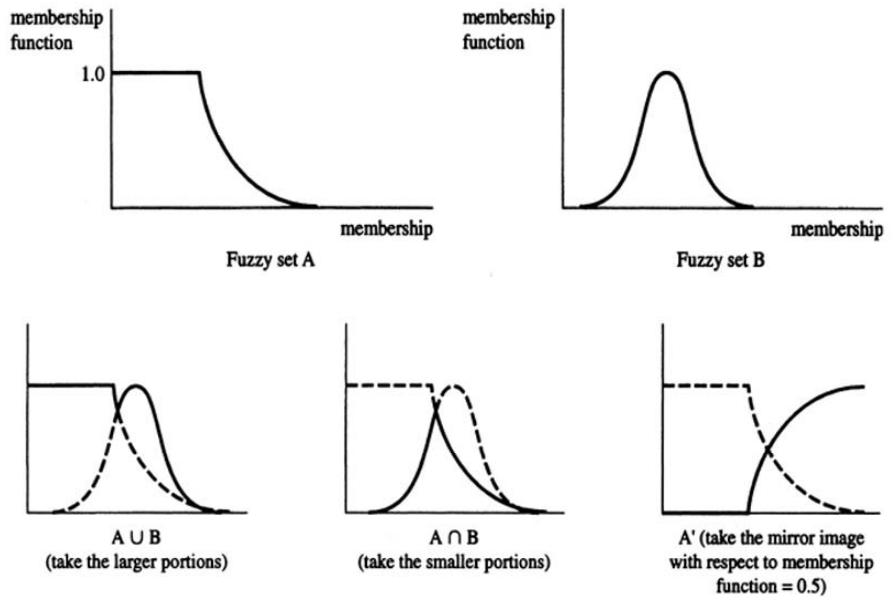 membership
function
1.0
membership
Fuzzy set A
membership
function
membership
Fuzzy set B
A ∪ B
(take the larger portions)
A ∩ B
(take the smaller portions)
A' (take the mirror image
with respect to membership
function = 0.5)